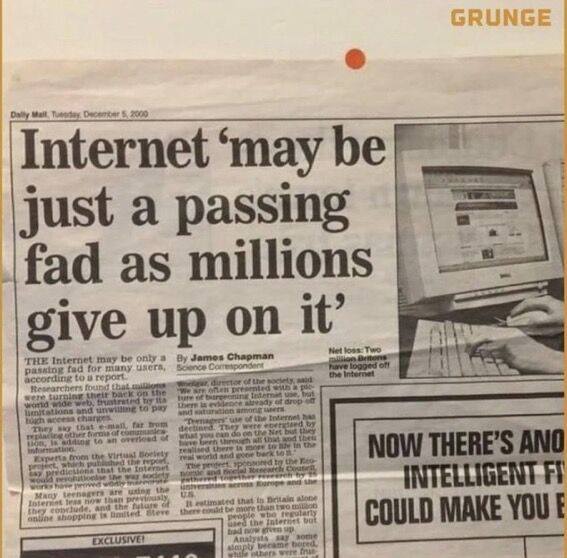 GRUNGE
Daily Mail, Tuesday, December 5, 2000
Internet ‘may be
just a passing
fad as millions
give up on it’
THE Internet may be only a
passing fad for many users,
according to a report.
Researchers found that millions
were turning their back on the
world wide web, frustrated by its
limitations and unwilling to pay
high access charges.
They say that e-mail, far from
replacing other forms of communica-
tion, is adding to an overload of
information.
Experts from the Virtual Society
project, which published the report,
say predictions that the Internet
would revolutionise the way society
works have proved wildly inaccurate.
Many teenagers are using the
Internet less now than previously,
they conclude, and the future of
online shopping is limited. Steve
By James Chapman
Science Correspondent
Woolgar, director of the society, said:
'We are often presented with a pic-
ture of burgeoning Internet use, but
there is evidence already of drop-off
and saturation among users.
'Teenagers' use of the Internet has
declined. They were energised by
what you can do on the Net but they
have been through all that and then
realised there is more to life in the
real world and gone back to it.'
The project, sponsored by the Eco-
nomic and Social Research Council,
gathered together research by 25
universities across Europe and the
U.S.
It estimated that in Britain alone
there could be more than two million
people who regularly
used the Internet but
had now given up.
Analysts say some
simply became bored,
while others were frus-
Net loss: Two
million Britons
have logged off
the Internet
DELL
EXCLUSIVE!
NOW THERE'S ANO
INTELLIGENT FI
COULD MAKE YOU